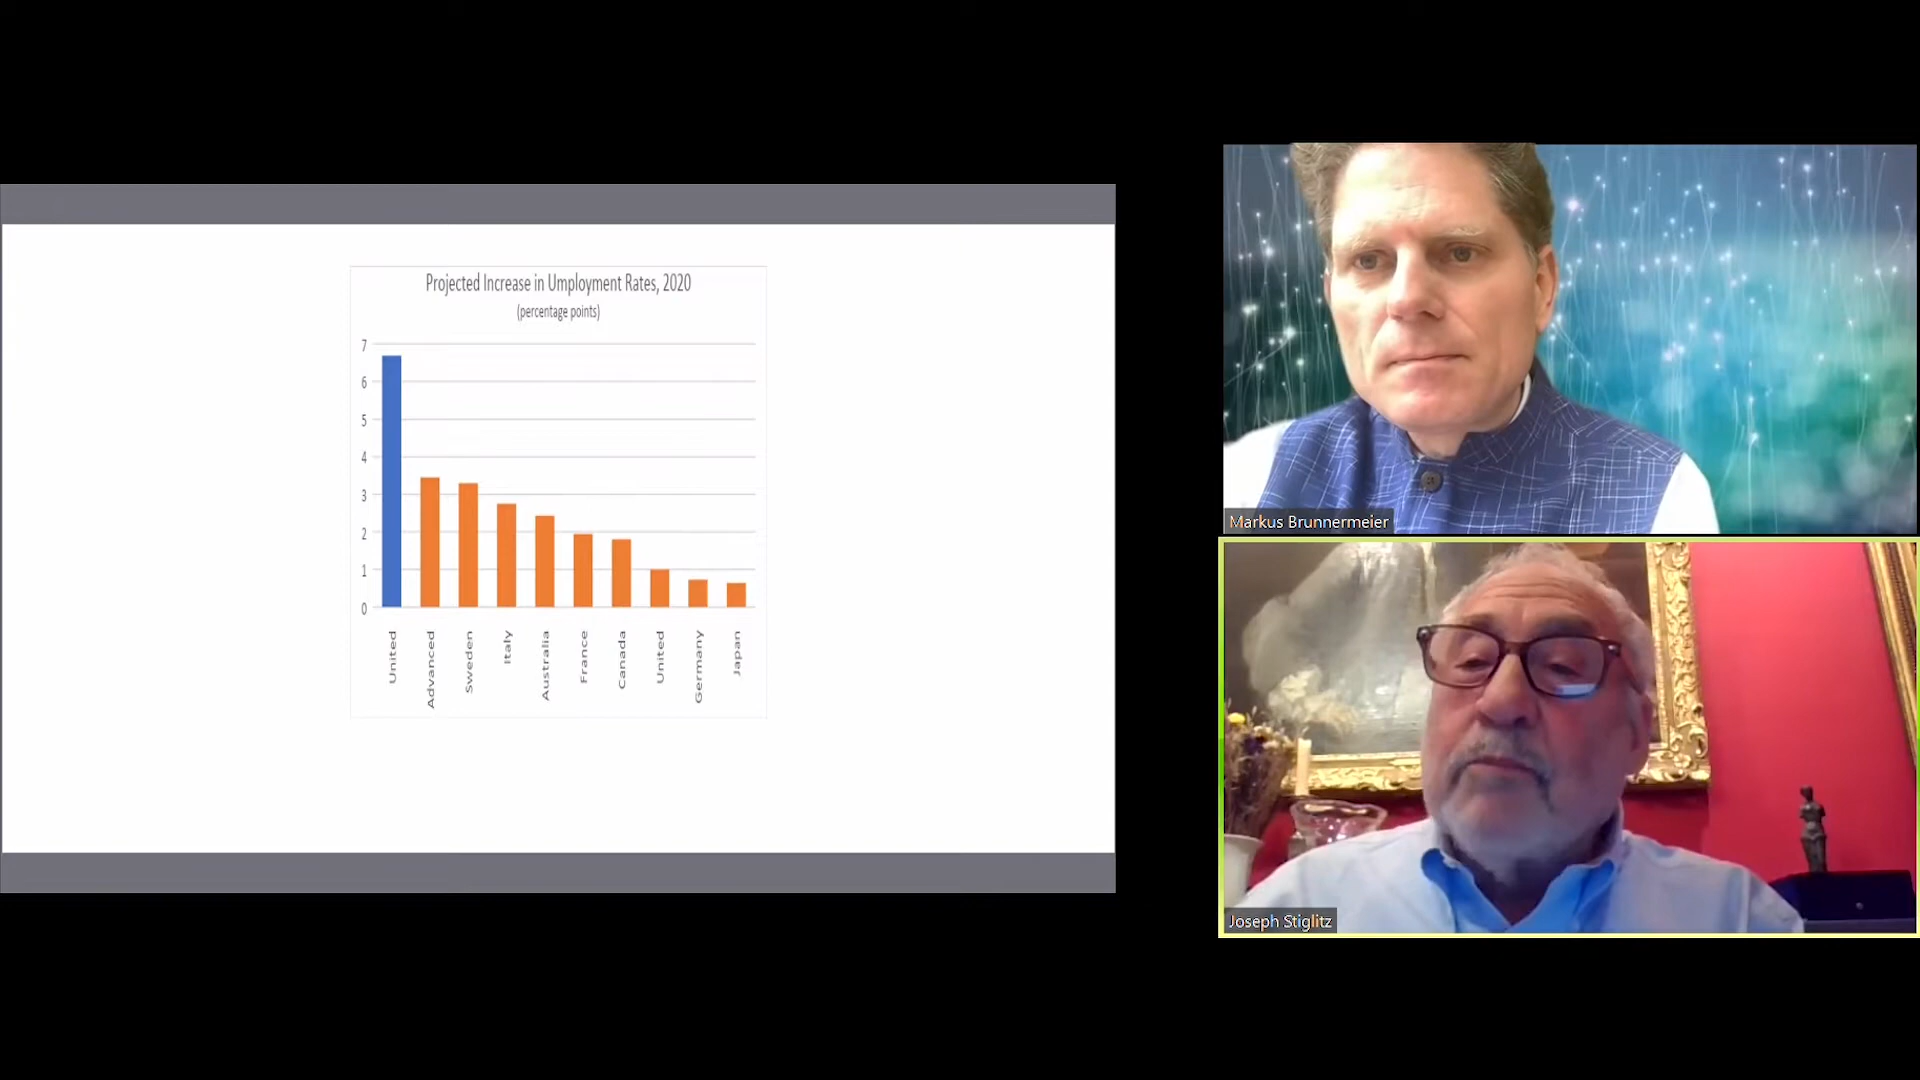 Projected Increase in Umployment Rates, 2020
(percentage points)
7
6
5
4
3
2
1
0
United
Advanced
Sweden
Italy
Australia
France
Canada
United
Germany
Japan
Markus Brunnermeier
Joseph Stiglitz